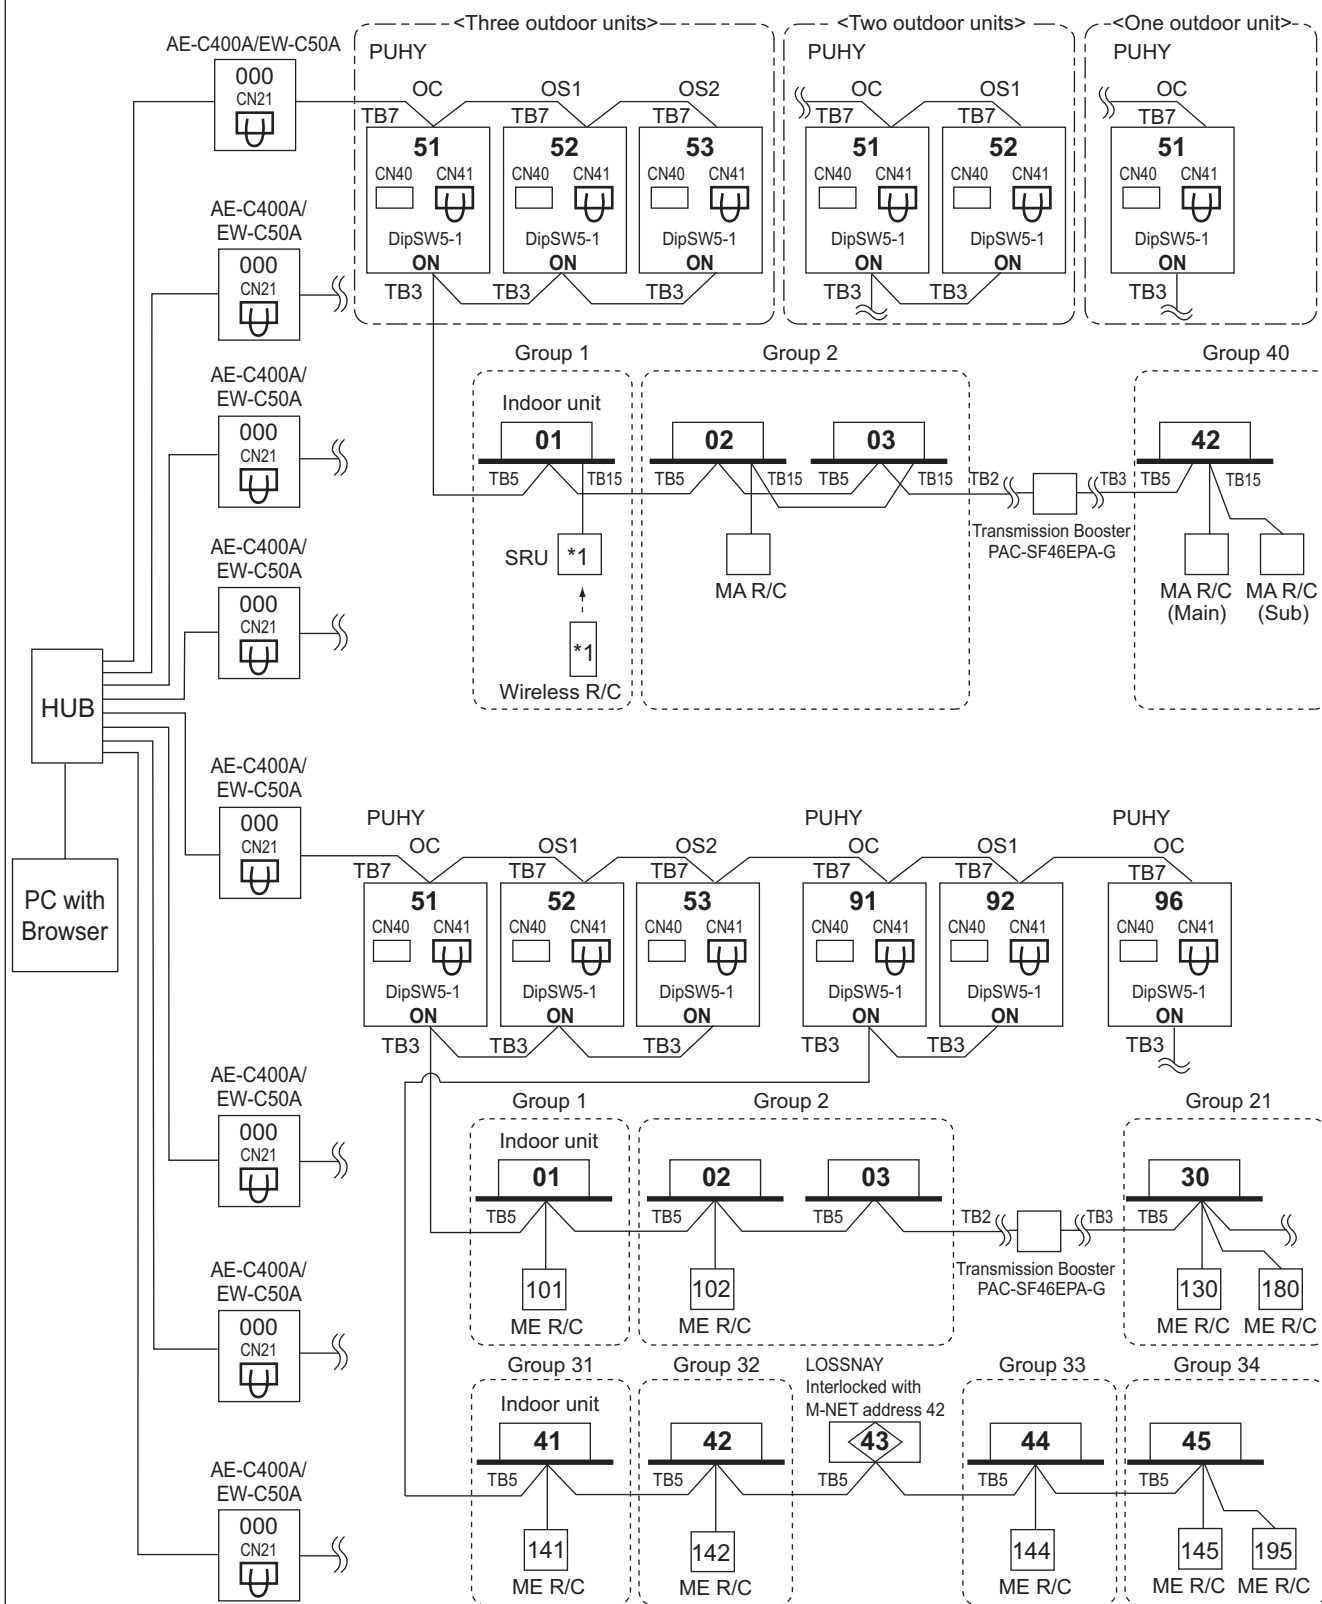 <Three outdoor units>
<Two outdoor units>
<One outdoor unit>
AE-C400A/EW-C50A
000
CN21
PUHY
PUHY
PUHY
OC
OS1
OS2
OC
OS1
OC
TB7
TB7
TB7
TB7
TB7
TB7
51
52
53
51
52
51
CN40 CN41
CN40 CN41
CN40 CN41
CN40 CN41
CN40 CN41
CN40 CN41
DipSW5-1
DipSW5-1
DipSW5-1
DipSW5-1
DipSW5-1
DipSW5-1
ON
ON
ON
ON
ON
ON
TB3
TB3
TB3
TB3
TB3
TB3
AE-C400A/
EW-C50A
000
CN21
AE-C400A/
EW-C50A
000
CN21
AE-C400A/
EW-C50A
000
CN21
Group 1
Group 2
Group 40
Indoor unit
01
02
03
42
TB5
TB15
TB5
TB15
TB5
TB15
TB2
TB3
TB5
TB15
Transmission Booster
PAC-SF46EPA-G
SRU
*1
MA R/C
MA R/C
(Main)
MA R/C
(Sub)
*1
Wireless R/C
HUB
PC with
Browser
AE-C400A/
EW-C50A
000
CN21
PUHY
PUHY
PUHY
OC
OS1
OS2
OC
OS1
OC
TB7
TB7
TB7
TB7
TB7
TB7
51
52
53
91
92
96
CN40 CN41
CN40 CN41
CN40 CN41
CN40 CN41
CN40 CN41
CN40 CN41
DipSW5-1
DipSW5-1
DipSW5-1
DipSW5-1
DipSW5-1
DipSW5-1
ON
ON
ON
ON
ON
ON
TB3
TB3
TB3
TB3
TB3
TB3
AE-C400A/
EW-C50A
000
CN21
Group 1
Group 2
Group 21
Indoor unit
01
02
03
30
TB5
TB5
TB5
TB2
TB3
TB5
Transmission Booster
PAC-SF46EPA-G
101
102
130
180
ME R/C
ME R/C
ME R/C
ME R/C
AE-C400A/
EW-C50A
000
CN21
Group 31
Group 32
LOSSNAY
Interlocked with
M-NET address 42
Group 33
Group 34
Indoor unit
41
42
43
44
45
TB5
TB5
TB5
TB5
TB5
AE-C400A/
EW-C50A
000
CN21
141
142
144
145
195
ME R/C
ME R/C
ME R/C
ME R/C
ME R/C